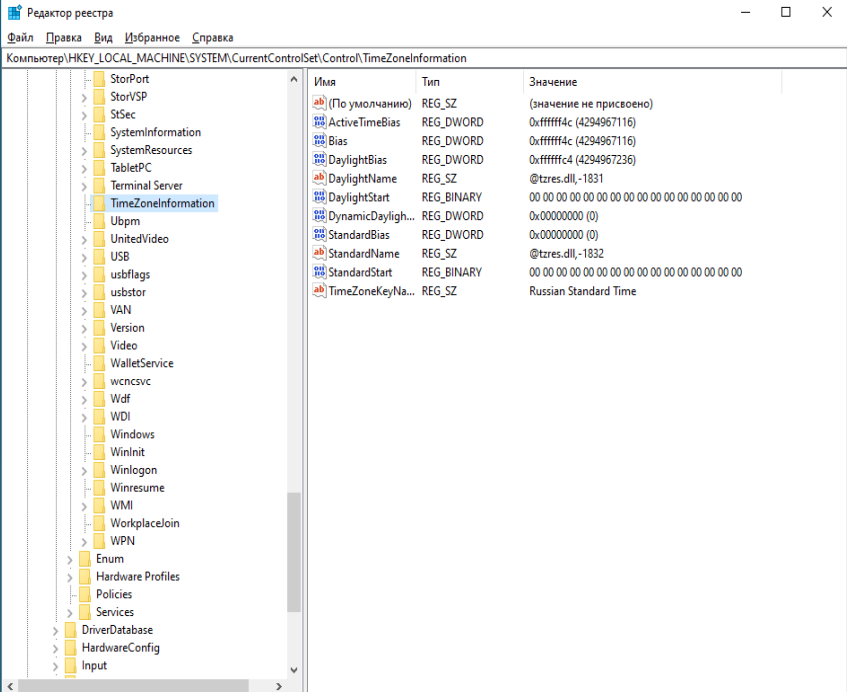 Редактор реестра
Файл Правка Вид Избранное Справка
Компьютер\HKEY_LOCAL_MACHINE\SYSTEM\CurrentControlSet\Control\TimeZoneInformation
StorPort
StorVSP
StSec
SystemInformation
SystemResources
TabletPC
Terminal Server
TimeZoneInformation
Ubpm
UnitedVideo
USB
usbflags
usbstor
VAN
Version
Video
WalletService
wcncsvc
Wdf
WDI
Windows
WinInit
Winlogon
Winresume
WMI
WorkplaceJoin
WPN
Enum
Hardware Profiles
Policies
Services
DriverDatabase
HardwareConfig
Input
Имя Тип Значение
(По умолчанию) REG_SZ (значение не присвоено)
ActiveTimeBias REG_DWORD 0xffffff4c (4294967116)
Bias REG_DWORD 0xffffff4c (4294967116)
DaylightBias REG_DWORD 0xffffffc4 (4294967236)
DaylightName REG_SZ @tzres.dll,-1831
DaylightStart REG_BINARY 00 00 00 00 00 00 00 00 00 00 00 00 00 00 00 00
DynamicDayligh... REG_DWORD 0x00000000 (0)
StandardBias REG_DWORD 0x00000000 (0)
StandardName REG_SZ @tzres.dll,-1832
StandardStart REG_BINARY 00 00 00 00 00 00 00 00 00 00 00 00 00 00 00 00
TimeZoneKeyNa... REG_SZ Russian Standard Time